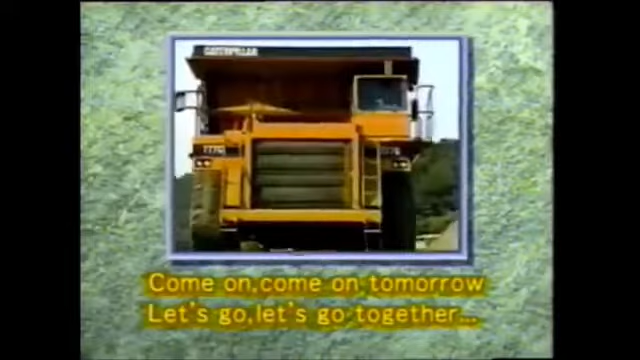 CATERPILLAR
Come on,come on tomorrow
Let's go,let's go together...